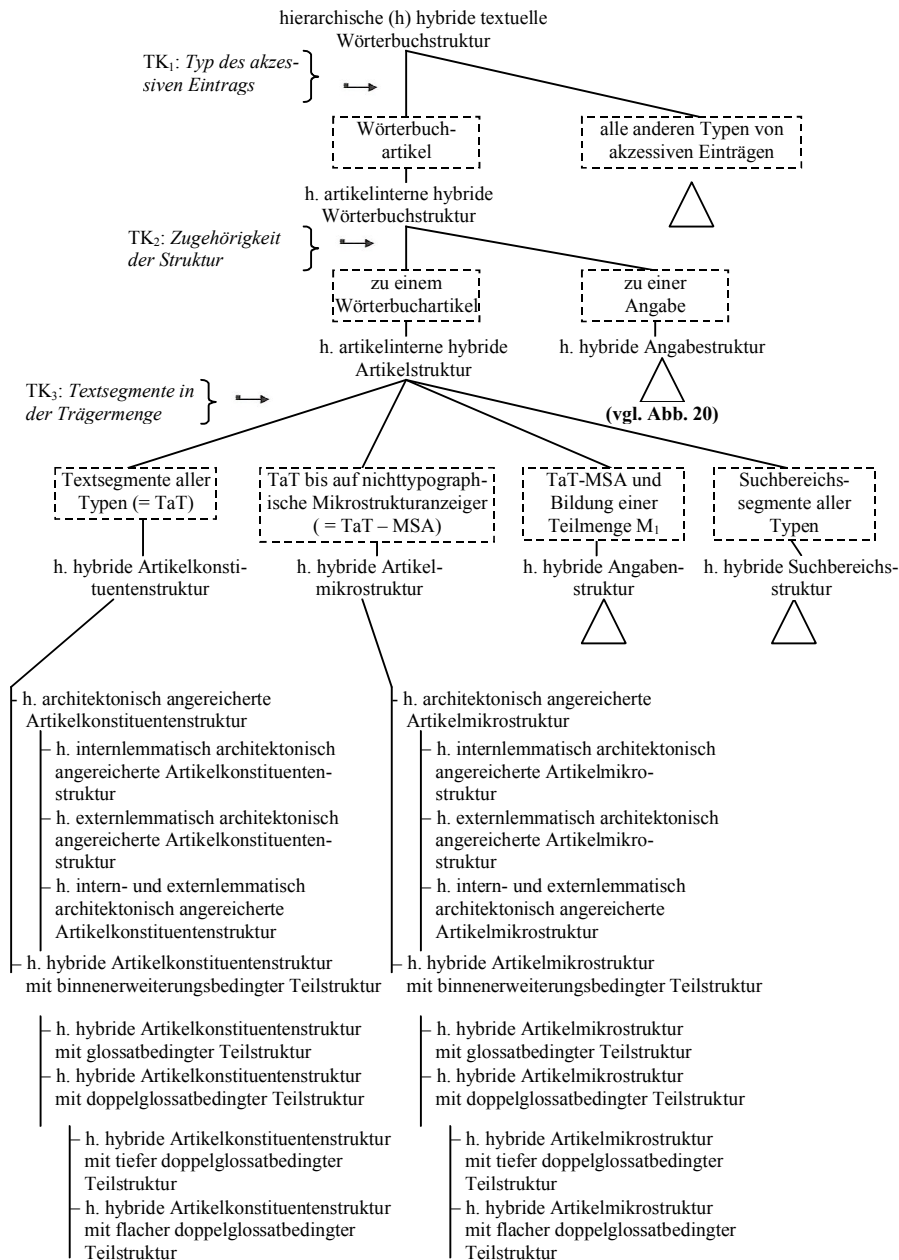 hierarchische (h) hybride textuelle
Wörterbuchstruktur
TK₁: Typ des akzes-
siven Eintrags
Wörterbuch-
artikel
alle anderen Typen von
akzessiven Einträgen
h. artikelinterne hybride
Wörterbuchstruktur
TK₂: Zugehörigkeit
der Struktur
zu einem
Wörterbuchartikel
zu einer
Angabe
h. artikelinterne hybride
Artikelstruktur
h. hybride Angabestruktur
(vgl. Abb. 20)
TK₃: Textsegmente in
der Trägermenge
Textsegmente aller
Typen (= TaT)
TaT bis auf nichttypograph-
ische Mikrostrukturanzeiger
( = TaT – MSA)
TaT-MSA und
Bildung einer
Teilmenge M₁
Suchbereichs-
segmente aller
Typen
h. hybride Artikelkonsti-
tuentenstruktur
h. hybride Artikel-
mikrostruktur
h. hybride Angaben-
struktur
h. hybride Suchbereichs-
struktur
h. architektonisch angereicherte
Artikelkonstituentenstruktur
h. internlemmatisch architektonisch
angereicherte Artikelkonstituenten-
struktur
h. externlemmatisch architektonisch
angereicherte Artikelkonstituenten-
struktur
h. intern- und externlemmatisch
architektonisch angereicherte
Artikelkonstituentenstruktur
h. hybride Artikelkonstituentenstruktur
mit binnenerweiterungsbedingter Teilstruktur
h. hybride Artikelkonstituentenstruktur
mit glossatbedingter Teilstruktur
h. hybride Artikelkonstituentenstruktur
mit doppelglossatbedingter Teilstruktur
h. hybride Artikelkonstituentenstruktur
mit tiefer doppelglossatbedingter
Teilstruktur
h. hybride Artikelkonstituentenstruktur
mit flacher doppelglossatbedingter
Teilstruktur
h. architektonisch angereicherte
Artikelmikrostruktur
h. internlemmatisch architektonisch
angereicherte Artikelmikro-
struktur
h. externlemmatisch architektonisch
angereicherte Artikelmikro-
struktur
h. intern- und externlemmatisch
architektonisch angereicherte
Artikelmikrostruktur
h. hybride Artikelmikrostruktur
mit binnenerweiterungsbedingter Teilstruktur
h. hybride Artikelmikrostruktur
mit glossatbedingter Teilstruktur
h. hybride Artikelmikrostruktur
mit doppelglossatbedingter Teilstruktur
h. hybride Artikelmikrostruktur
mit tiefer doppelglossatbedingter
Teilstruktur
h. hybride Artikelmikrostruktur
mit flacher doppelglossatbedingter
Teilstruktur